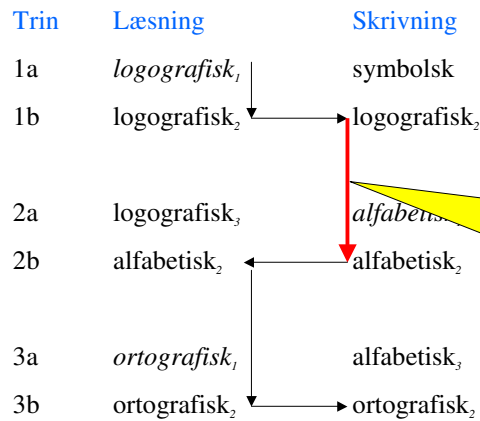 Trin Læsning Skrivning
1a logografisk₁ symbolsk
1b logografisk₂ logografisk₂
2a logografisk₃
2b alfabetisk₂ alfabetisk₂
3a ortografisk₁ alfabetisk₃
3b ortografisk₂ ortografisk₂